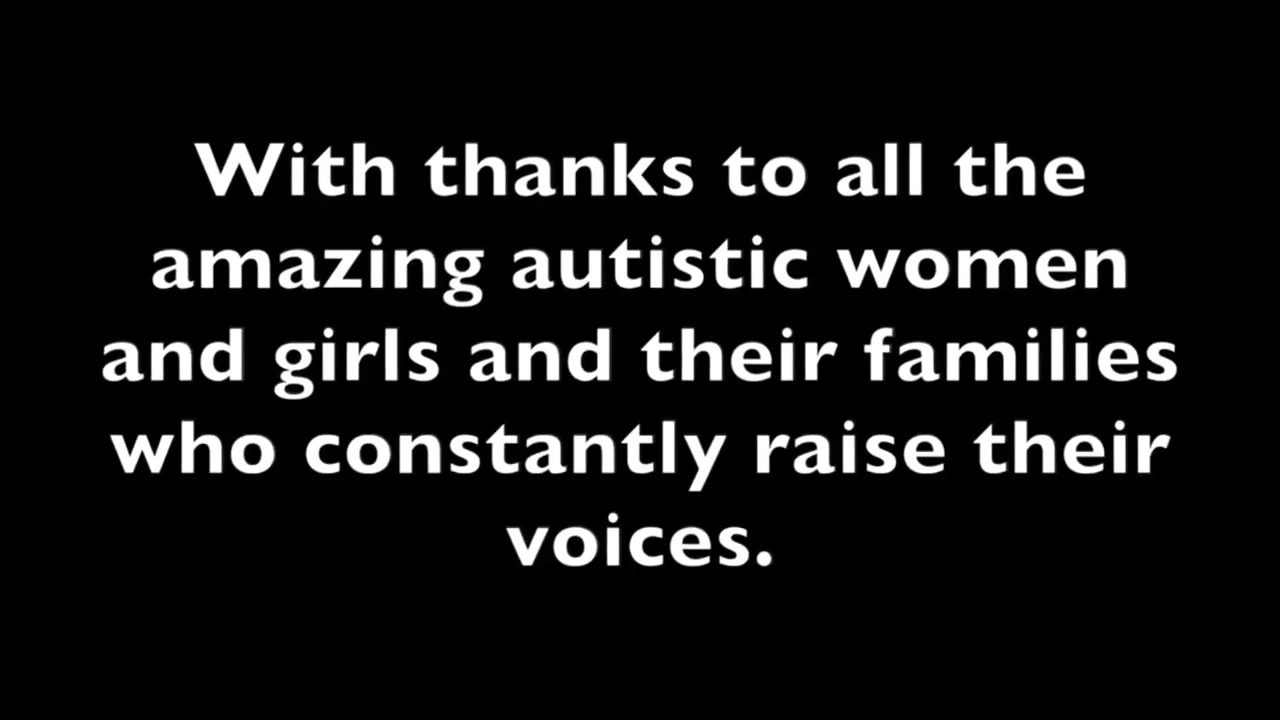 With thanks to all the
amazing autistic women
and girls and their families
who constantly raise their
voices.